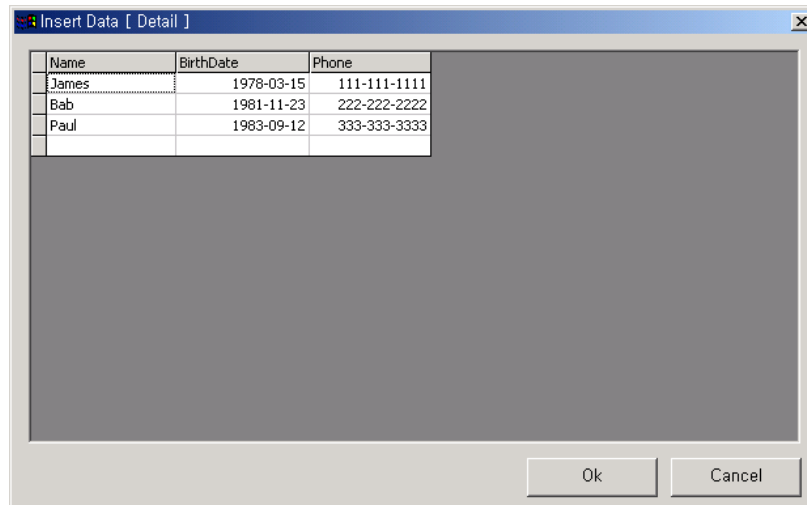 Insert Data [ Detail ]
Name BirthDate Phone
James 1978-03-15 111-111-1111
Bab 1981-11-23 222-222-2222
Paul 1983-09-12 333-333-3333
Ok Cancel